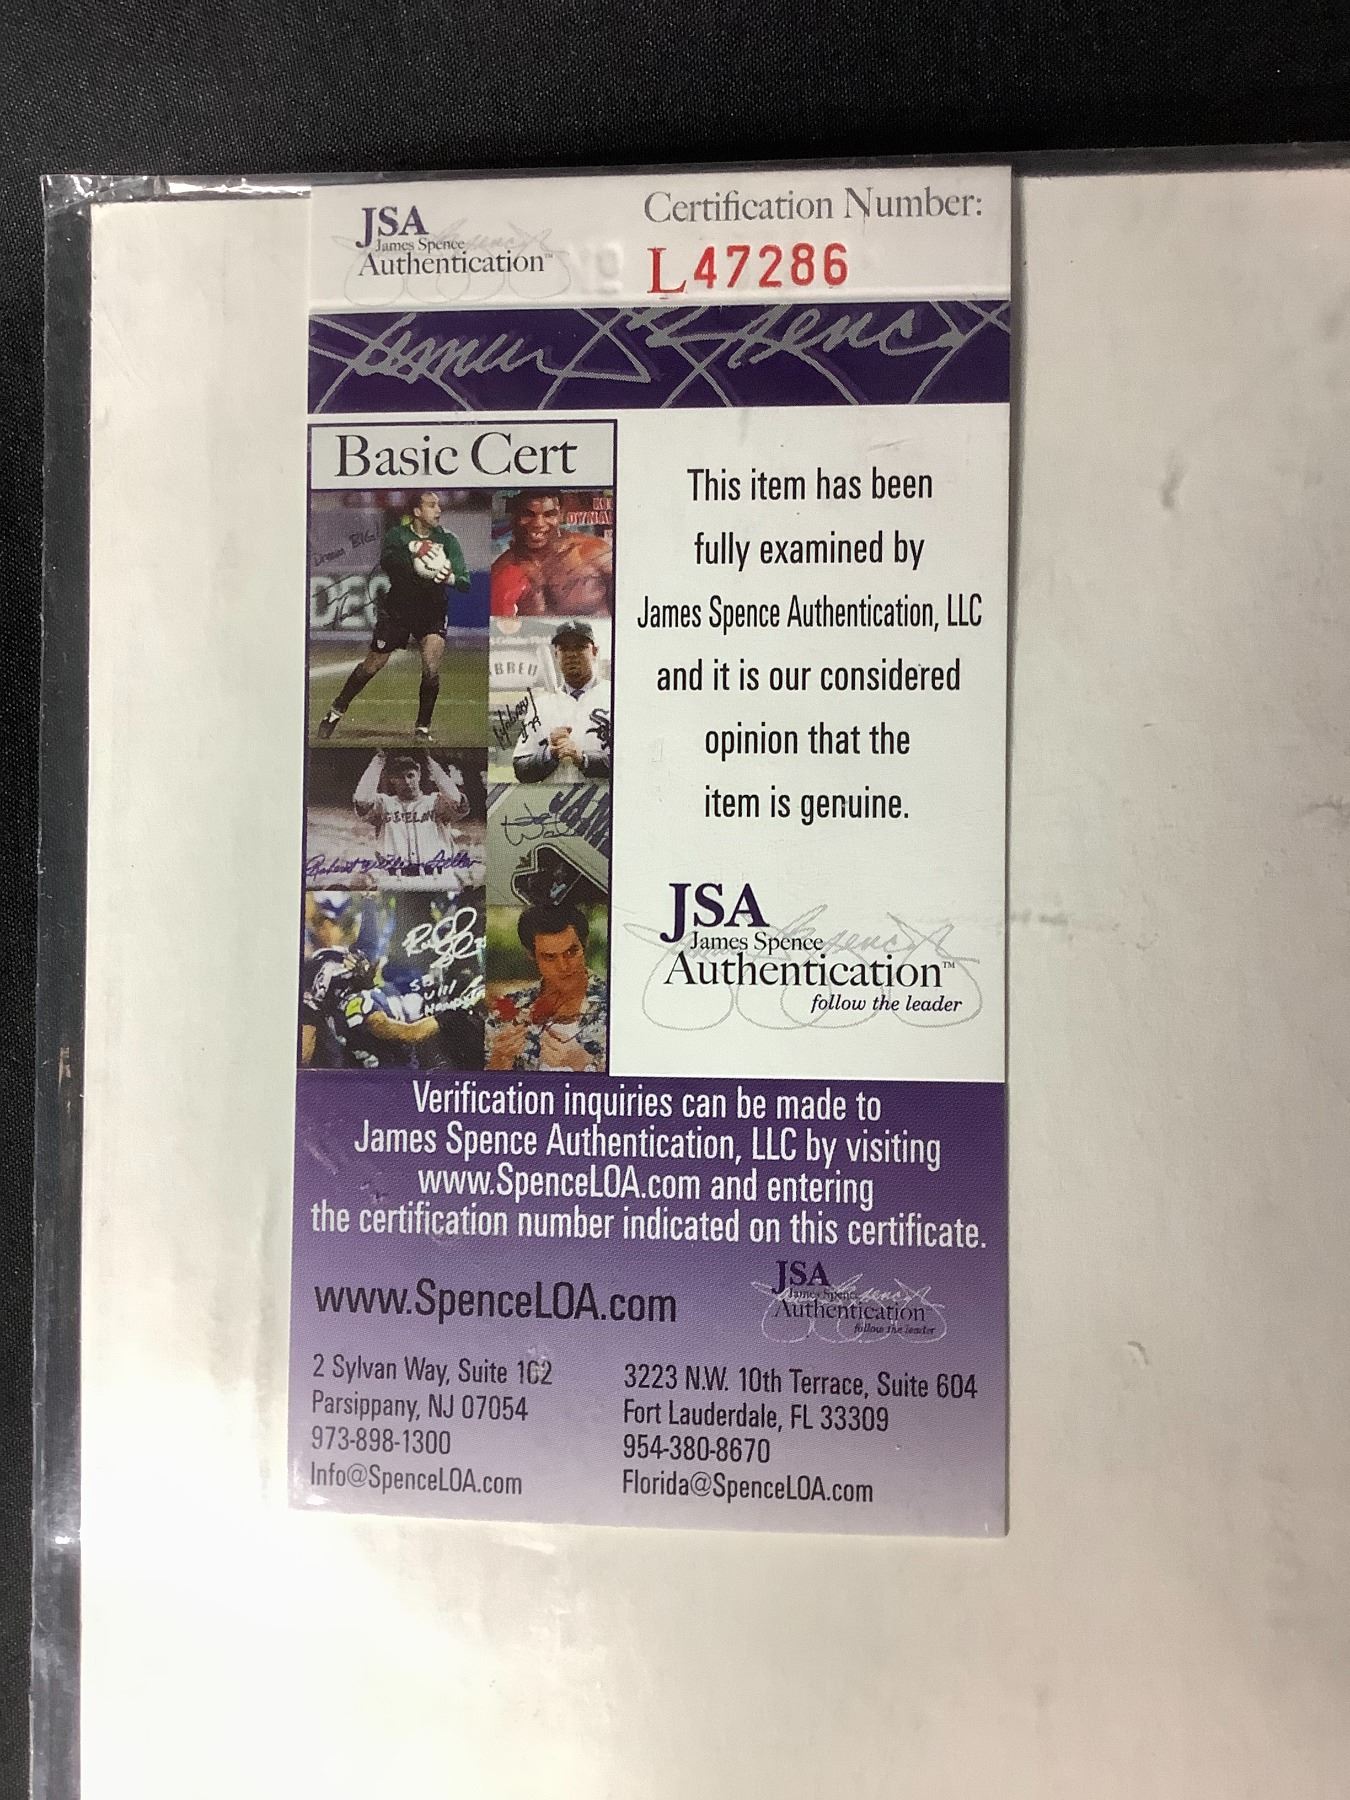 JSA
James Spence
Authentication™
Certification Number:
L47286
Basic Cert
This item has been
fully examined by
James Spence Authentication, LLC
and it is our considered
opinion that the
item is genuine.
JSA
James Spence
Authentication™
follow the leader
Verification inquiries can be made to
James Spence Authentication, LLC by visiting
www.SpenceLOA.com and entering
the certification number indicated on this certificate.
www.SpenceLOA.com
JSA
James Spence
Authentication
follow the leader
2 Sylvan Way, Suite 102
Parsippany, NJ 07054
973-898-1300
Info@SpenceLOA.com
3223 N.W. 10th Terrace, Suite 604
Fort Lauderdale, FL 33309
954-380-8670
Florida@SpenceLOA.com